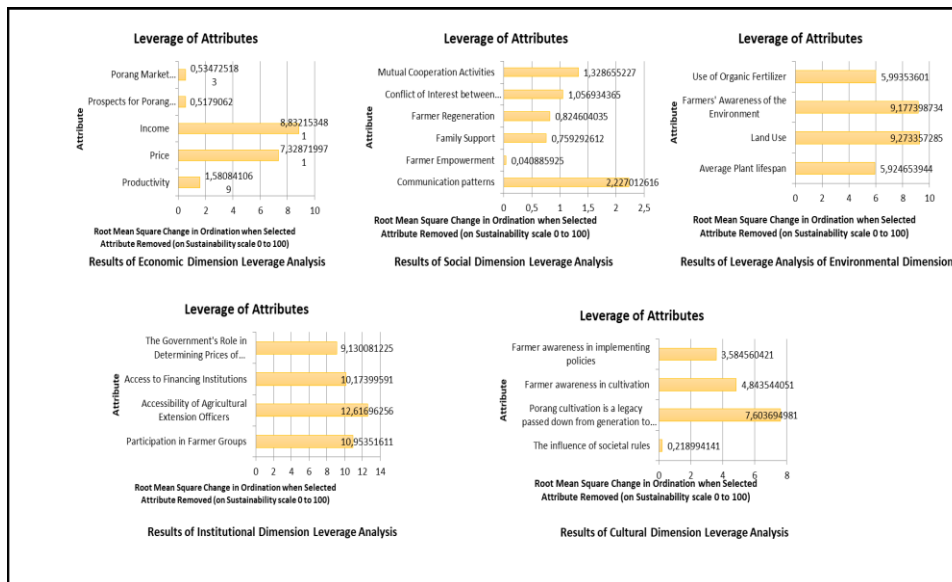 Leverage of Attributes
Attribute
Porang Market...
0,53472518
3
Prospects for Porang...
0,5179062
Income
8,83215348
1
Price
7,32871997
1
Productivity
1,58084106
9
0 2 4 6 8 10
Root Mean Square Change in Ordination when Selected
Attribute Removed (on Sustainability scale 0 to 100)
Results of Economic Dimension Leverage Analysis
Leverage of Attributes
Attribute
Mutual Cooperation Activities
1,328655227
Conflict of Interest between...
1,056934365
Farmer Regeneration
0,824604035
Family Support
0,759292612
Farmer Empowerment
0,040885925
Communication patterns
2,227012616
0 0,5 1 1,5 2 2,5
Root Mean Square Change in Ordination when Selected
Attribute Removed (on Sustainability scale 0 to 100)
Results of Social Dimension Leverage Analysis
Leverage of Attributes
Attribute
Use of Organic Fertilizer
5,99353601
Farmers' Awareness of the
Environment
9,177398734
Land Use
9,273357285
Average Plant lifespan
5,924653944
0 2 4 6 8 10
Root Mean Square Change in Ordination when Selected
Attribute Removed (on Sustainability scale 0 to 100)
Results of Leverage Analysis of Environmental Dimension
Leverage of Attributes
Attribute
The Government's Role in
Determining Prices of...
9,130081225
Access to Financing Institutions
10,17399591
Accessibility of Agricultural
Extension Officers
12,61696256
Participation in Farmer Groups
10,95351611
0 2 4 6 8 10 12 14
Root Mean Square Change in Ordination when Selected
Attribute Removed (on Sustainability scale 0 to 100)
Results of Institutional Dimension Leverage Analysis
Leverage of Attributes
Attribute
Farmer awareness in implementing
policies
3,584560421
Farmer awareness in cultivation
4,843544051
Porang cultivation is a legacy
passed down from generation to...
7,603694981
The influence of societal rules
0,218994141
0 2 4 6 8
Root Mean Square Change in Ordination when Selected
Attribute Removed (on Sustainability scale 0 to 100)
Results of Cultural Dimension Leverage Analysis